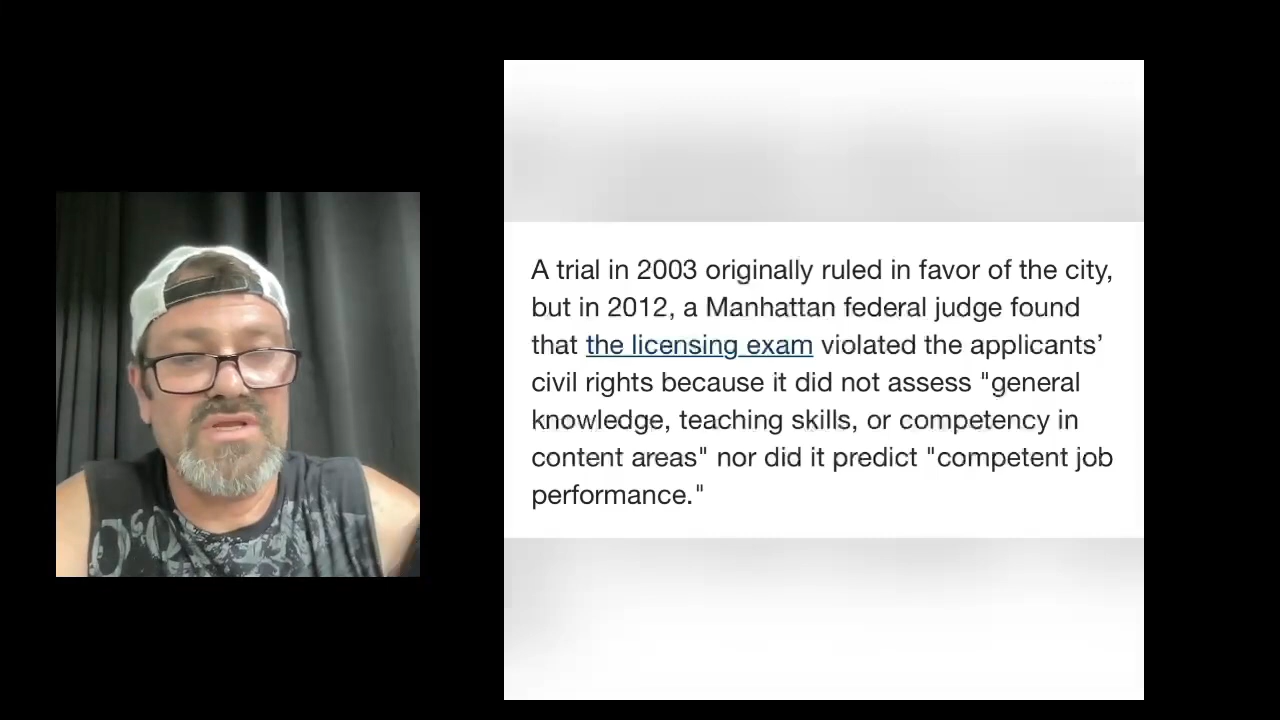 A trial in 2003 originally ruled in favor of the city,
but in 2012, a Manhattan federal judge found
that the licensing exam violated the applicants’
civil rights because it did not assess "general
knowledge, teaching skills, or competency in
content areas" nor did it predict "competent job
performance."